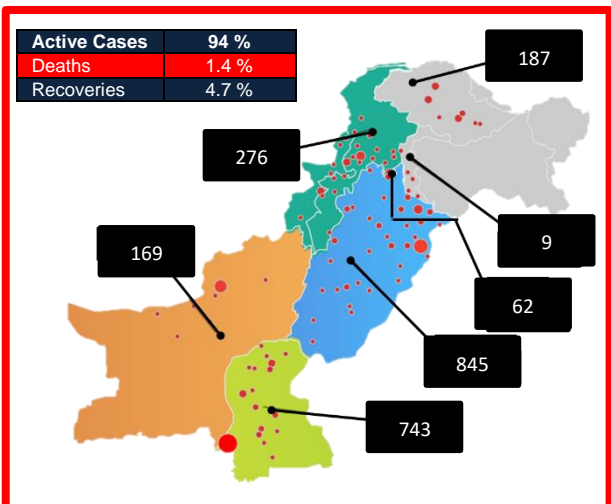 Active Cases 94 %
Deaths 1.4 %
Recoveries 4.7 %
187
276
9
169
62
845
743